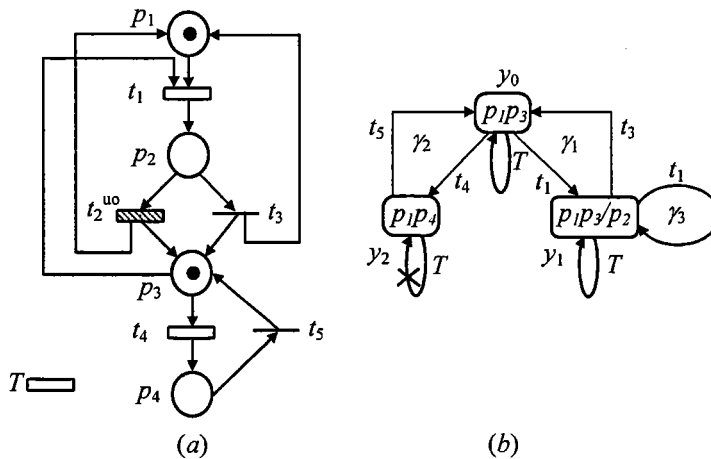 p1
t1
p2
t2uo
t3
p3
t4
t5
T
p4
(a)
y0
p1p3
t5
γ2
t4
T
γ1
t1
t3
t1
p1p4
p1p3/p2
γ3
y2
T
y1
T
(b)